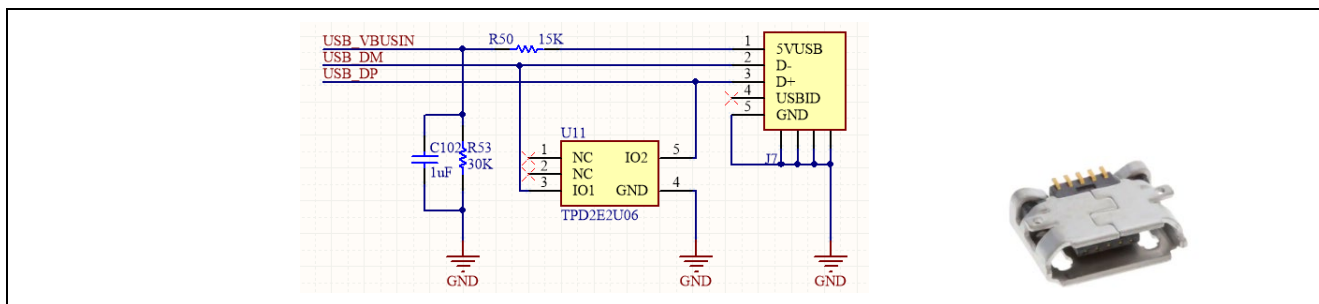 USB_VBUSIN
R50
15K
1
5VUSB
USB_DM
2
D-
USB_DP
3
D+
4
USBID
5
GND
U11
C102
R53
1uF
30K
1
NC
IO2
5
2
NC
3
IO1
GND
4
TPD2E2U06
J7
GND
GND
GND